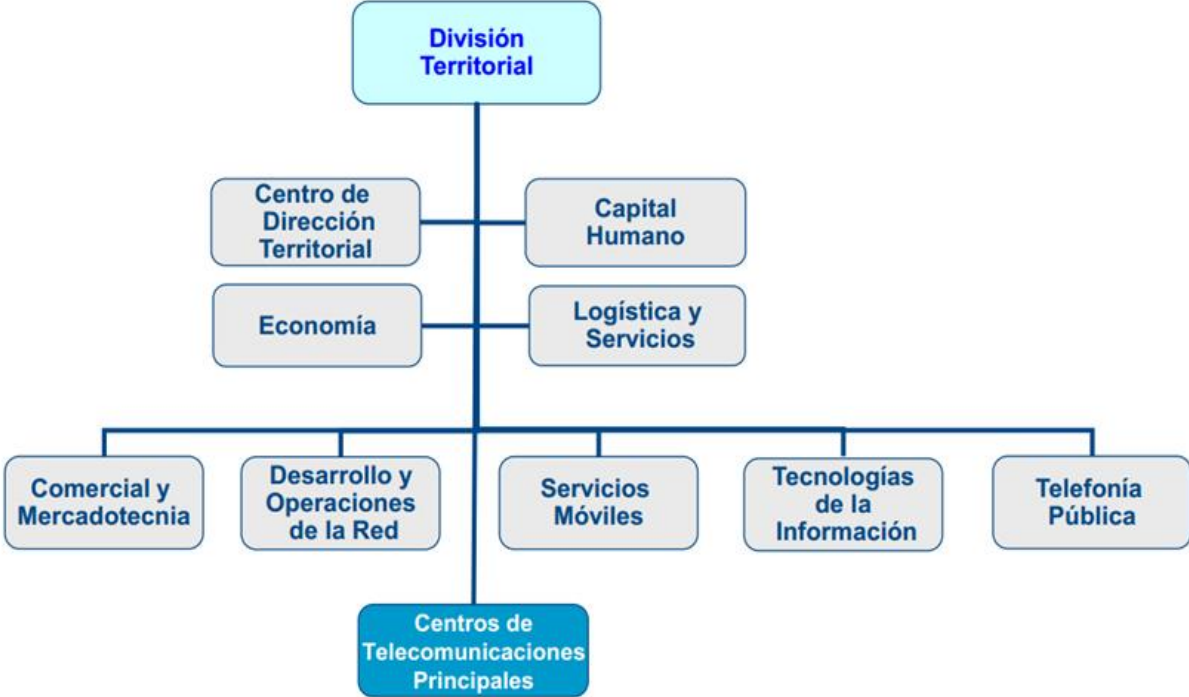 División
Territorial
Centro de
Dirección
Territorial
Capital
Humano
Economía
Logística y
Servicios
Comercial y
Mercadotecnia
Desarrollo y
Operaciones
de la Red
Servicios
Móviles
Tecnologías
de la
Información
Telefonía
Pública
Centros de
Telecomunicaciones
Principales